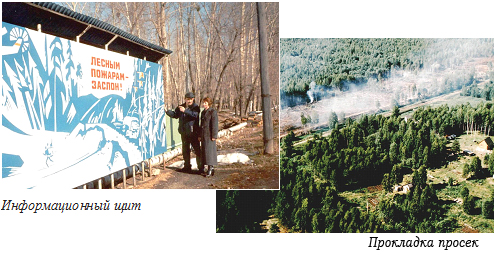 ЛЕСНЫМ
ПОЖАРАМ-
ЗАСЛОН!
Информационный щит
Прокладка просек